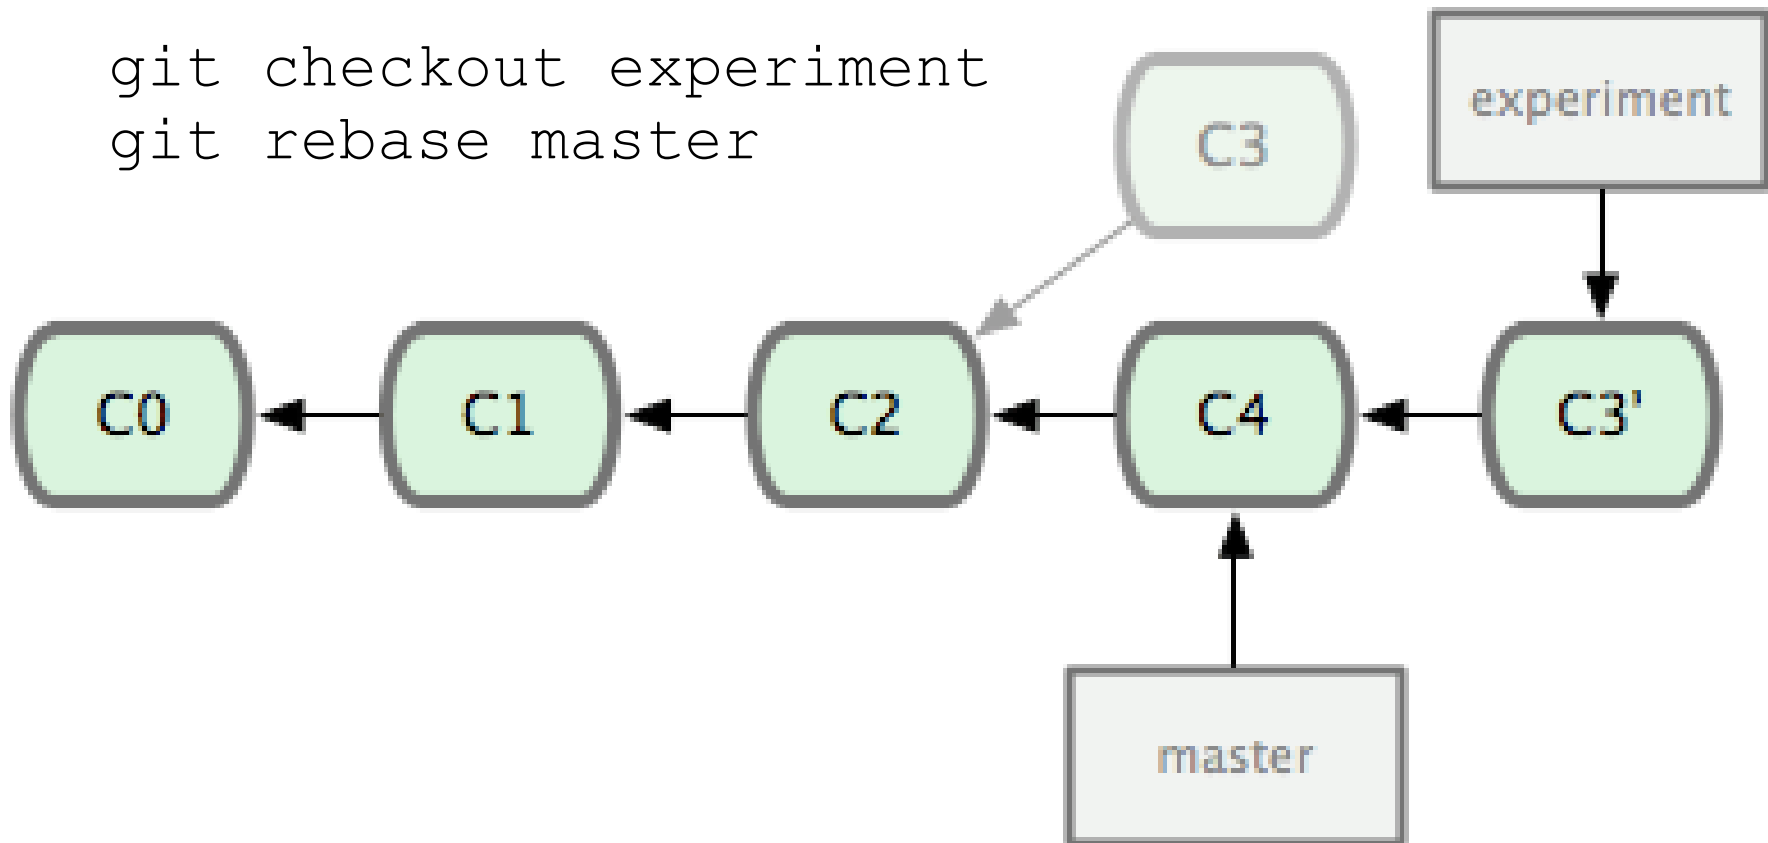 git checkout experiment
git rebase master
experiment
C3
C0
C1
C2
C4
C3'
master